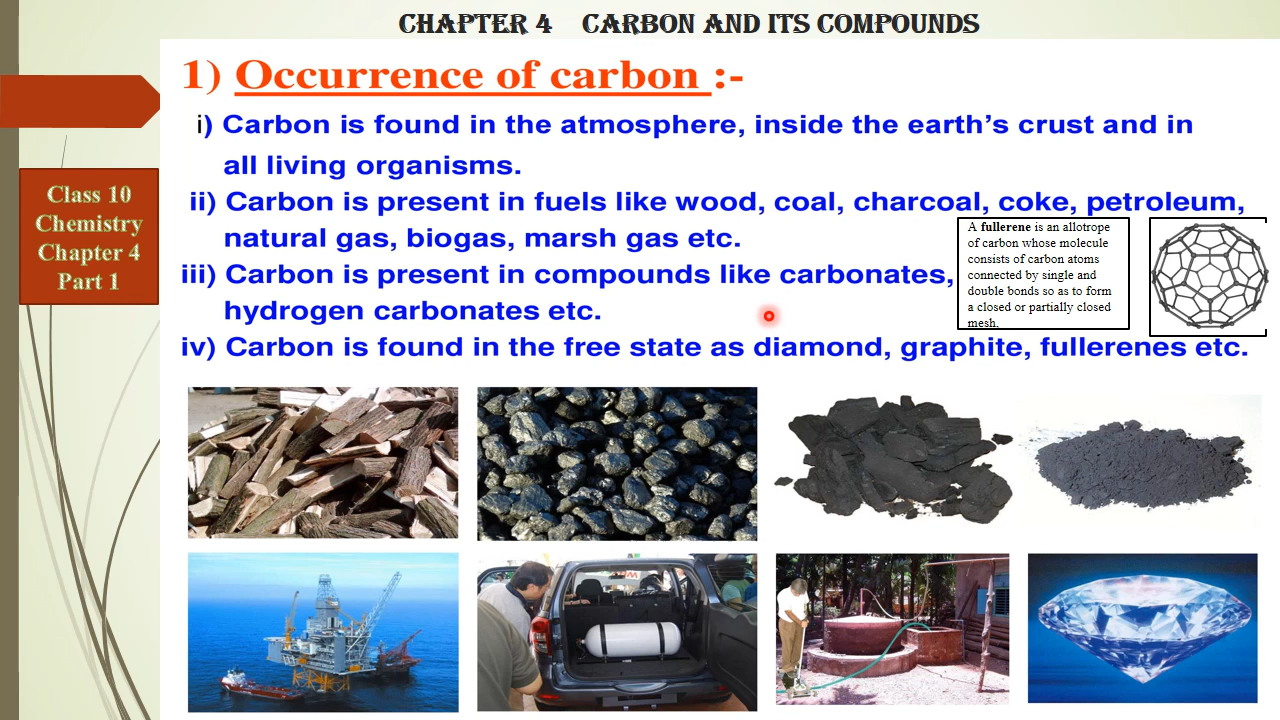 CHAPTER 4 CARBON AND ITS COMPOUNDS
1) Occurrence of carbon :-
i) Carbon is found in the atmosphere, inside the earth’s crust and in
all living organisms.
ii) Carbon is present in fuels like wood, coal, charcoal, coke, petroleum,
natural gas, biogas, marsh gas etc.
iii) Carbon is present in compounds like carbonates,
hydrogen carbonates etc.
iv) Carbon is found in the free state as diamond, graphite, fullerenes etc.
A fullerene is an allotrope
of carbon whose molecule
consists of carbon atoms
connected by single and
double bonds so as to form
a closed or partially closed
mesh,
Class 10
Chemistry
Chapter 4
Part 1